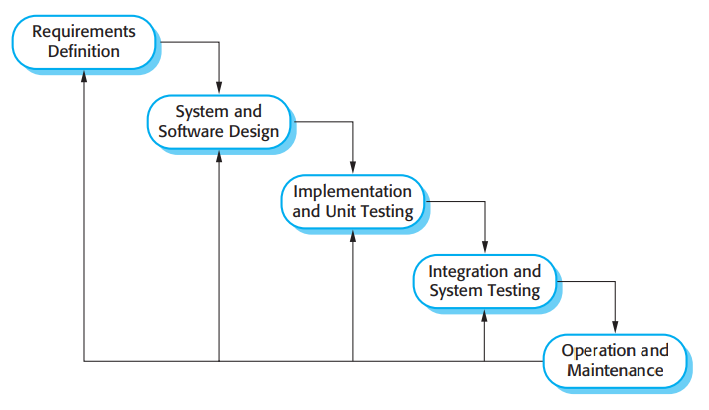 Requirements
Definition
System and
Software Design
Implementation
and Unit Testing
Integration and
System Testing
Operation and
Maintenance